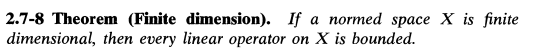 2.7-8 Theorem (Finite dimension). If a normed space X is finite
dimensional, then every linear operator on X is bounded.